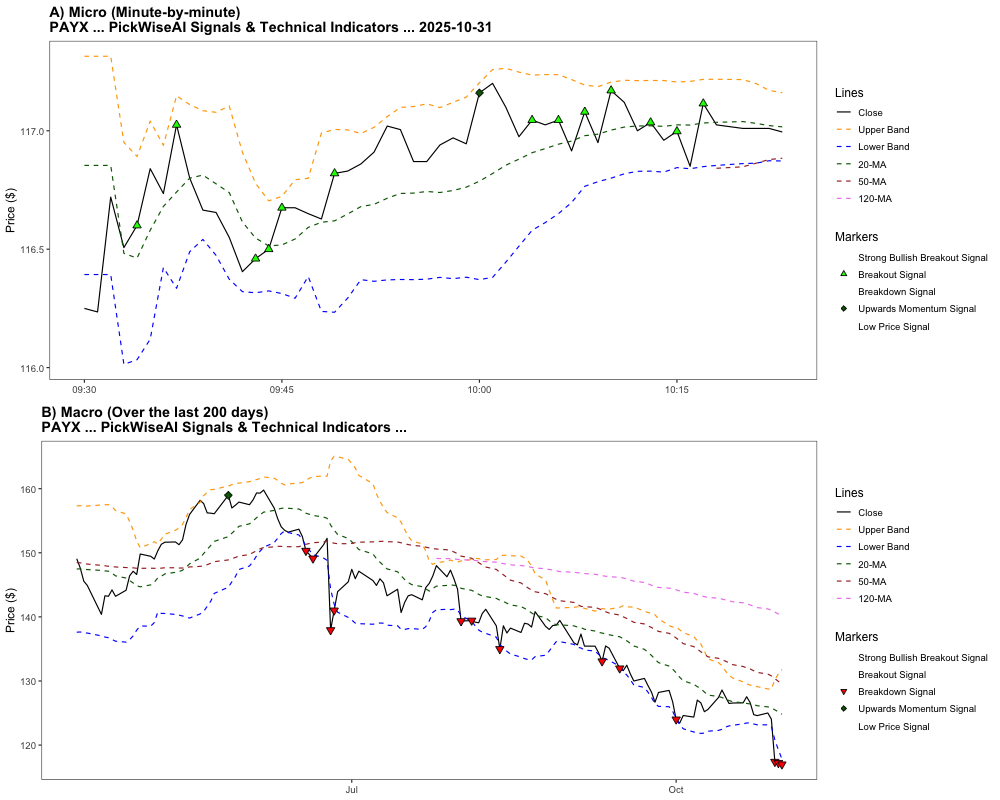 A) Micro (Minute-by-minute)
PAYX ... PickWiseAI Signals & Technical Indicators ... 2025-10-31
Price ($)
117.0
116.5
116.0
09:30
09:45
10:00
10:15
Lines
Close
Upper Band
Lower Band
20-MA
50-MA
120-MA
Markers
Strong Bullish Breakout Signal
Breakout Signal
Breakdown Signal
Upwards Momentum Signal
Low Price Signal
B) Macro (Over the last 200 days)
PAYX ... PickWiseAI Signals & Technical Indicators ...
Price ($)
160
150
140
130
120
Jul
Oct
Lines
Close
Upper Band
Lower Band
20-MA
50-MA
120-MA
Markers
Strong Bullish Breakout Signal
Breakout Signal
Breakdown Signal
Upwards Momentum Signal
Low Price Signal